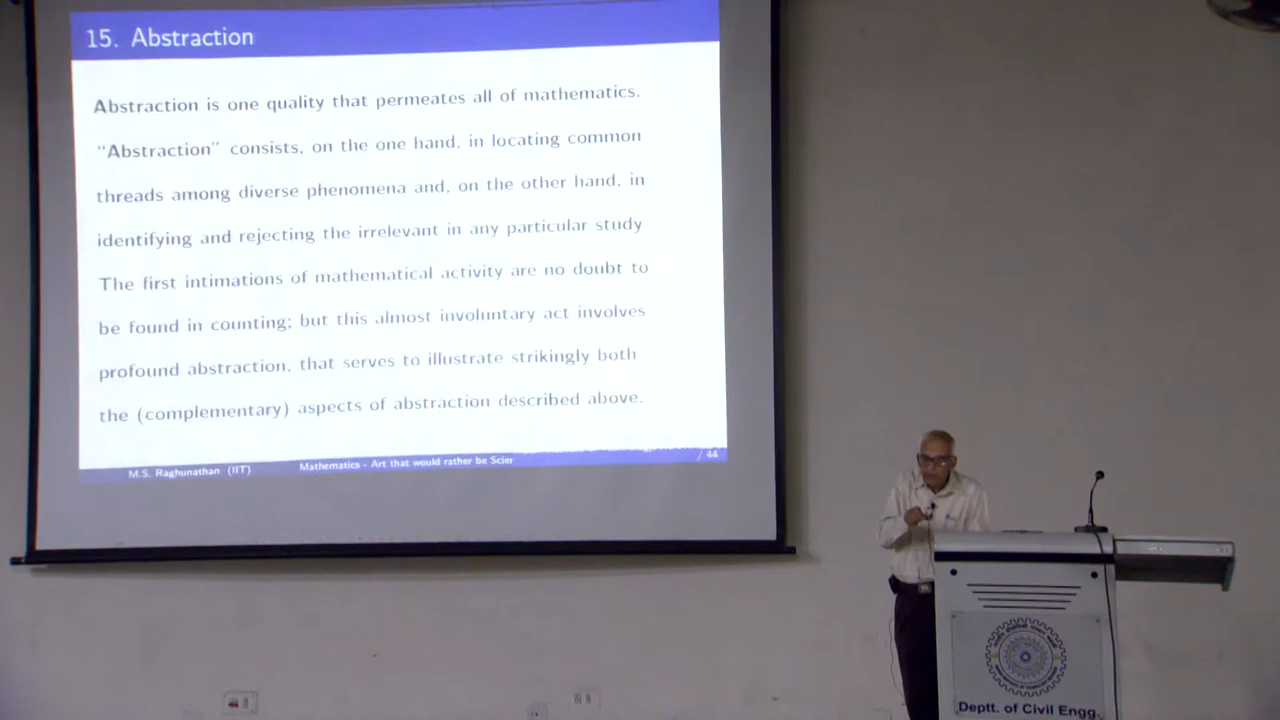 15. Abstraction
Abstraction is one quality that permeates all of mathematics.
“Abstraction” consists, on the one hand, in locating common
threads among diverse phenomena and, on the other hand, in
identifying and rejecting the irrelevant in any particular study
The first intimations of mathematical activity are no doubt to
be found in counting; but this almost involuntary act involves
profound abstraction, that serves to illustrate strikingly both
the (complementary) aspects of abstraction described above.
M.S. Raghunathan (IIT) Mathematics - Art that would rather be Scier / 44
Deptt. of Civil Engg.